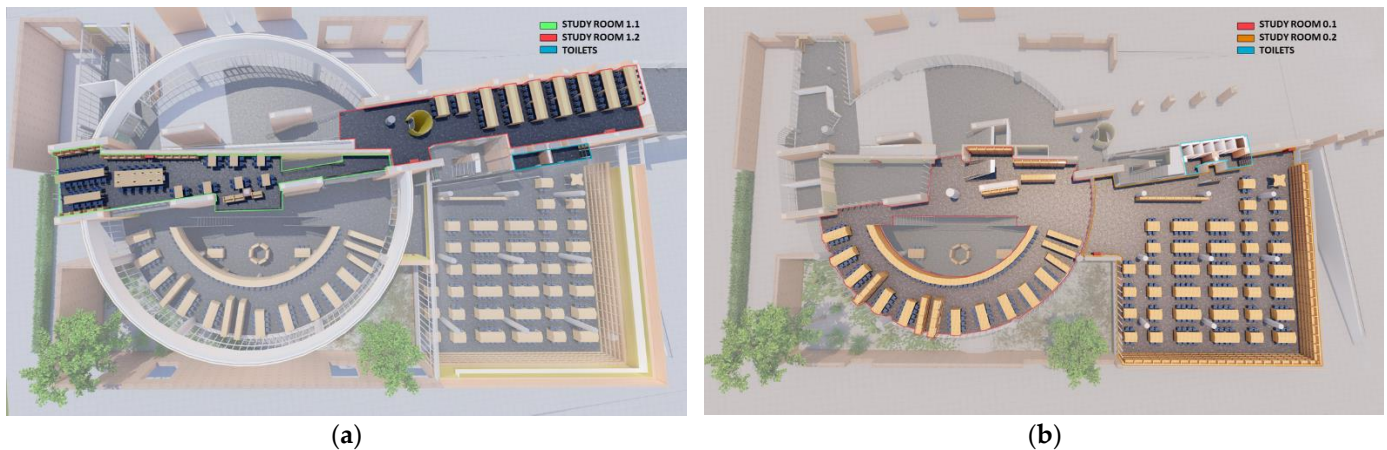 STUDY ROOM 1.1
STUDY ROOM 1.2
TOILETS
STUDY ROOM 0.1
STUDY ROOM 0.2
TOILETS
(a)
(b)